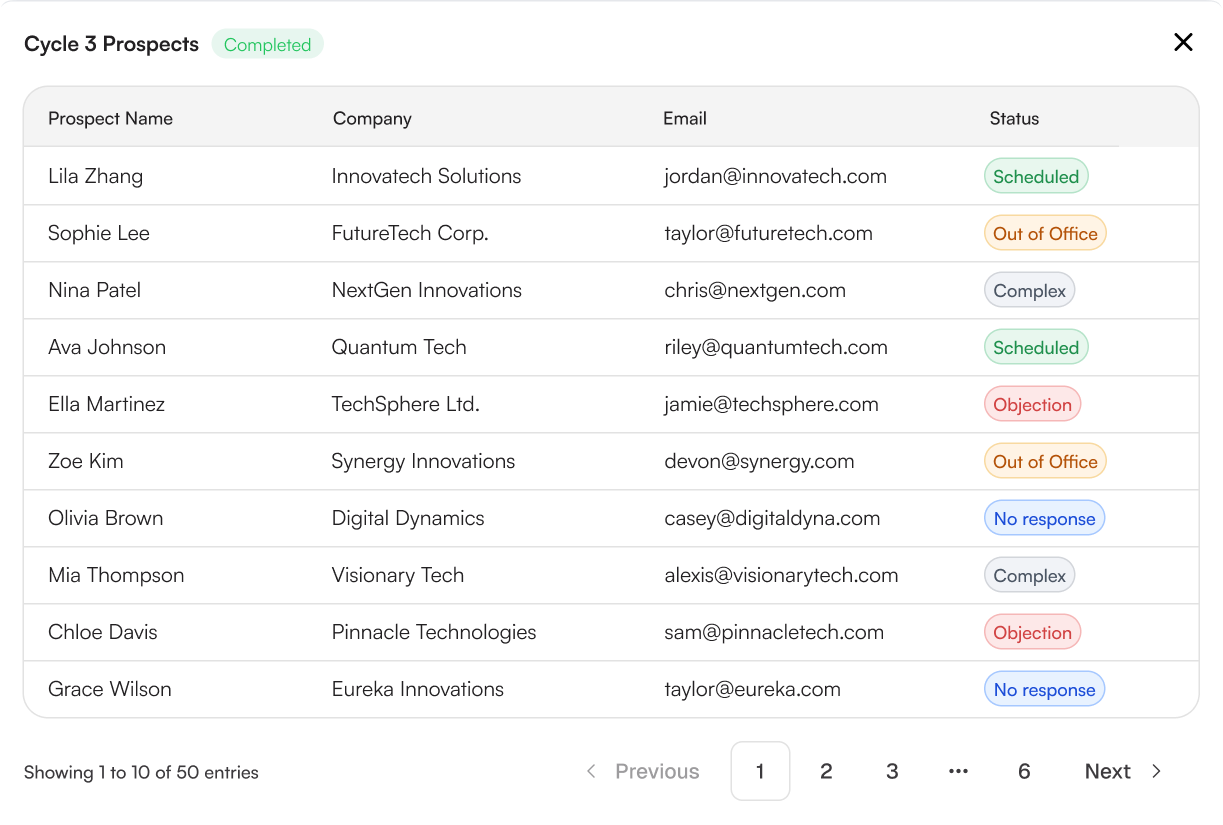 Cycle 3 Prospects Completed
Prospect Name Company Email Status
Lila Zhang Innovatech Solutions jordan@innovatech.com Scheduled
Sophie Lee FutureTech Corp. taylor@futuretech.com Out of Office
Nina Patel NextGen Innovations chris@nextgen.com Complex
Ava Johnson Quantum Tech riley@quantumtech.com Scheduled
Ella Martinez TechSphere Ltd. jamie@techsphere.com Objection
Zoe Kim Synergy Innovations devon@synergy.com Out of Office
Olivia Brown Digital Dynamics casey@digitaldyna.com No response
Mia Thompson Visionary Tech alexis@visionarytech.com Complex
Chloe Davis Pinnacle Technologies sam@pinnacletech.com Objection
Grace Wilson Eureka Innovations taylor@eureka.com No response
Showing 1 to 10 of 50 entries Previous 1 2 3 ... 6 Next